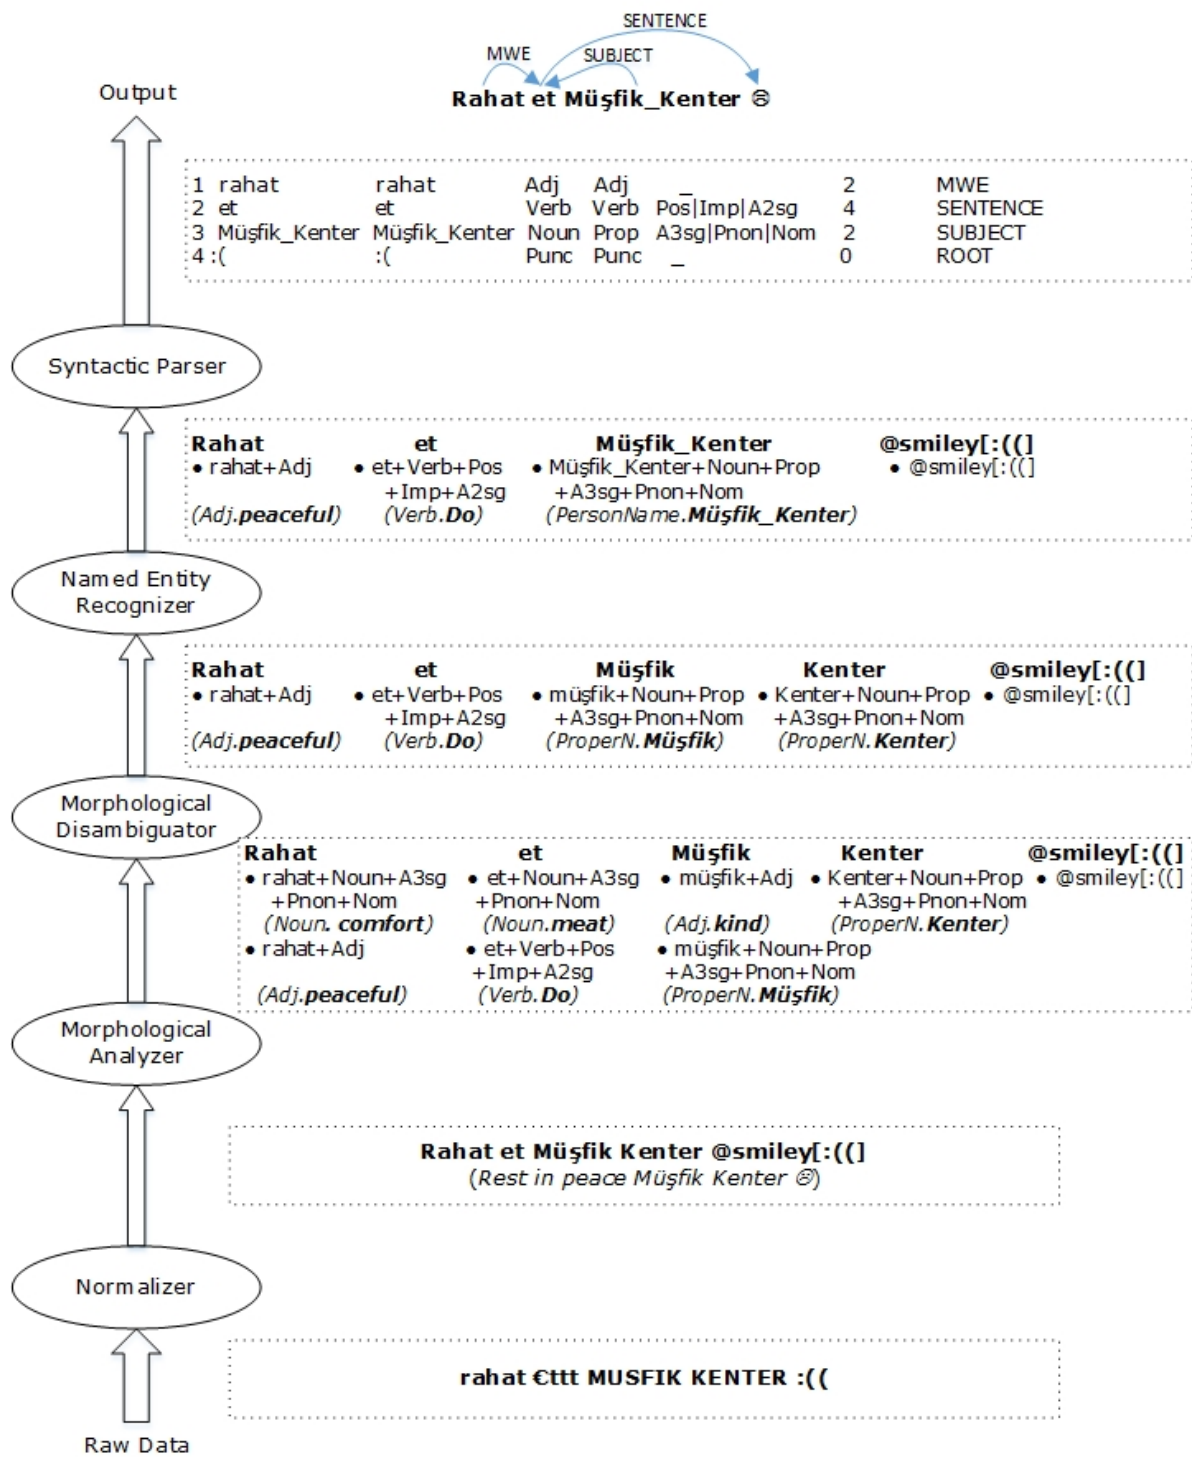 SENTENCE
MWE SUBJECT
Output
Rahat et Müşfik_Kenter ☹
1 rahat rahat Adj Adj _ 2 MWE
2 et et Verb Verb Pos|Imp|A2sg 4 SENTENCE
3 Müşfik_Kenter Müşfik_Kenter Noun Prop A3sg|Pnon|Nom 2 SUBJECT
4 :( :( Punc Punc _ 0 ROOT
Syntactic Parser
Rahat et Müşfik_Kenter @smiley[:((]
• rahat+Adj • et+Verb+Pos • Müşfik_Kenter+Noun+Prop • @smiley[:((]
+Imp+A2sg +A3sg+Pnon+Nom
(Adj.peaceful) (Verb.Do) (PersonName.Müşfik_Kenter)
Named Entity
Recognizer
Rahat et Müşfik Kenter @smiley[:((]
• rahat+Adj • et+Verb+Pos • müşfik+Noun+Prop • Kenter+Noun+Prop • @smiley[:((]
+Imp+A2sg +A3sg+Pnon+Nom +A3sg+Pnon+Nom
(Adj.peaceful) (Verb.Do) (ProperN.Müşfik) (ProperN.Kenter)
Morphological
Disambiguator
Rahat et Müşfik Kenter @smiley[:((]
• rahat+Noun+A3sg • et+Noun+A3sg • müşfik+Adj • Kenter+Noun+Prop • @smiley[:((]
+Pnon+Nom +Pnon+Nom +A3sg+Pnon+Nom
(Noun. comfort) (Noun.meat) (Adj.kind) (ProperN.Kenter)
• rahat+Adj • et+Verb+Pos • müşfik+Noun+Prop
+Imp+A2sg +A3sg+Pnon+Nom
(Adj.peaceful) (Verb.Do) (ProperN.Müşfik)
Morphological
Analyzer
Rahat et Müşfik Kenter @smiley[:((]
(Rest in peace Müşfik Kenter ☹)
Normalizer
rahat €ttt MUSFIK KENTER :((
Raw Data